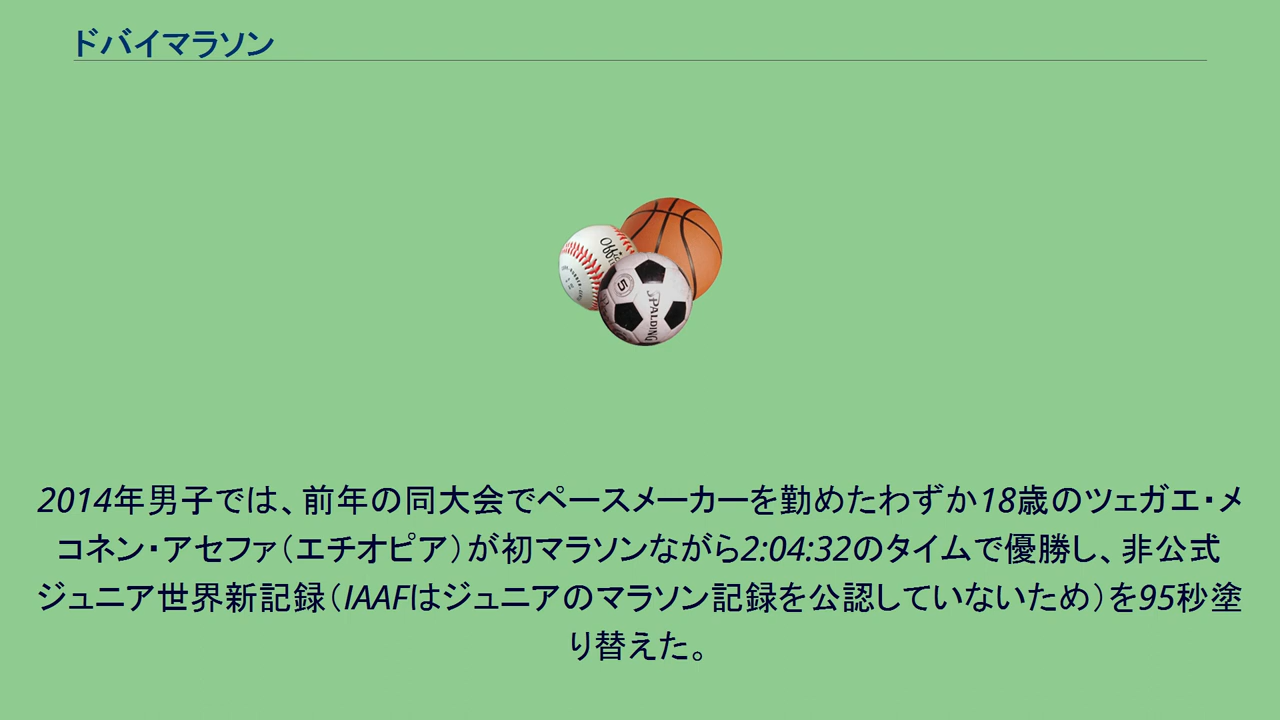 ドバイマラソン
Offic
5
SPALDING
2014年男子では、前年の同大会でペースメーカーを勤めたわずか18歳のツェガエ・メ
コネン・アセファ（エチオピア）が初マラソンながら2:04:32のタイムで優勝し、非公式
ジュニア世界新記録（IAAFはジュニアのマラソン記録を公認していないため）を95秒塗
り替えた。